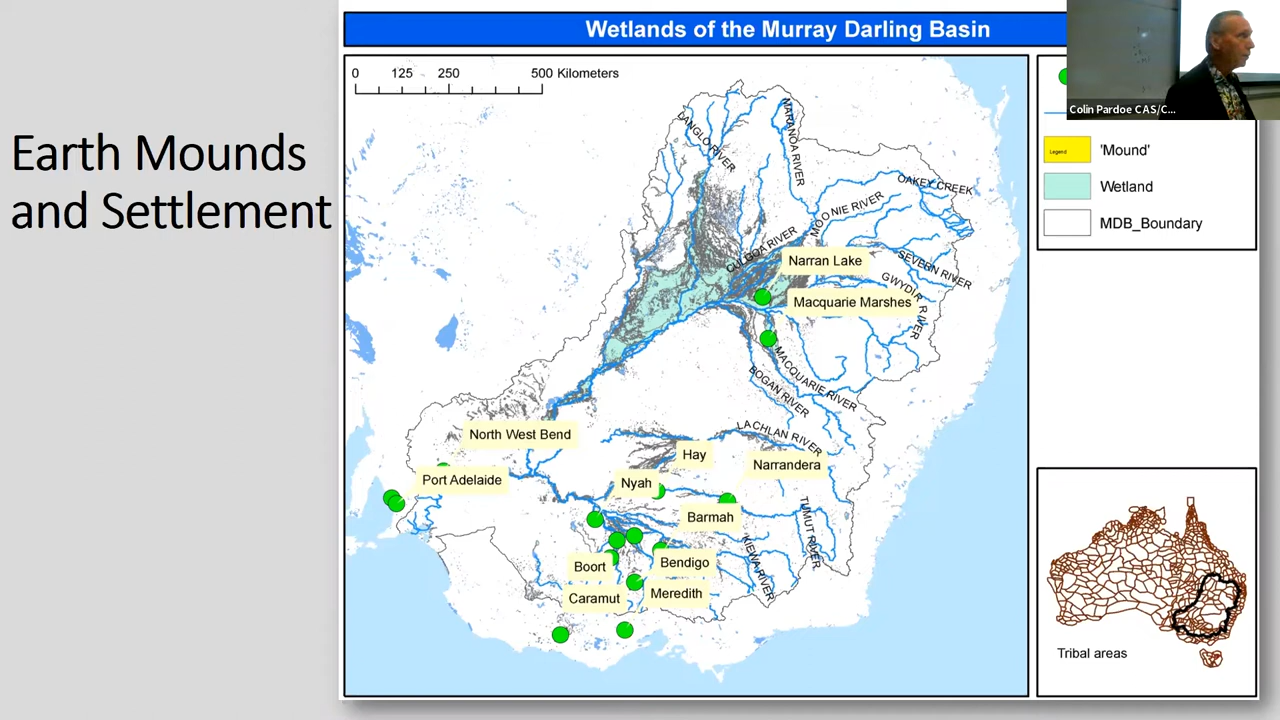 Earth Mounds
and Settlement
Wetlands of the Murray Darling Basin
0 125 250 500 Kilometers
LANGLO RIVER
MARANOA RIVER
OAKEY CREEK
MOONIE RIVER
CULGOA RIVER
SEVERN RIVER
Narran Lake
GWYDIR RIVER
Macquarie Marshes
MACQUARIE RIVER
BOGAN RIVER
LACHLAN RIVER
North West Bend
Hay
Narrandera
Port Adelaide
Nyah
Barmah
TUMUT RIVER
KIEWA RIVER
Boort
Bendigo
Caramut
Meredith
Colin Pardoe CAS/C...
Legend
'Mound'
Wetland
MDB_Boundary
Tribal areas